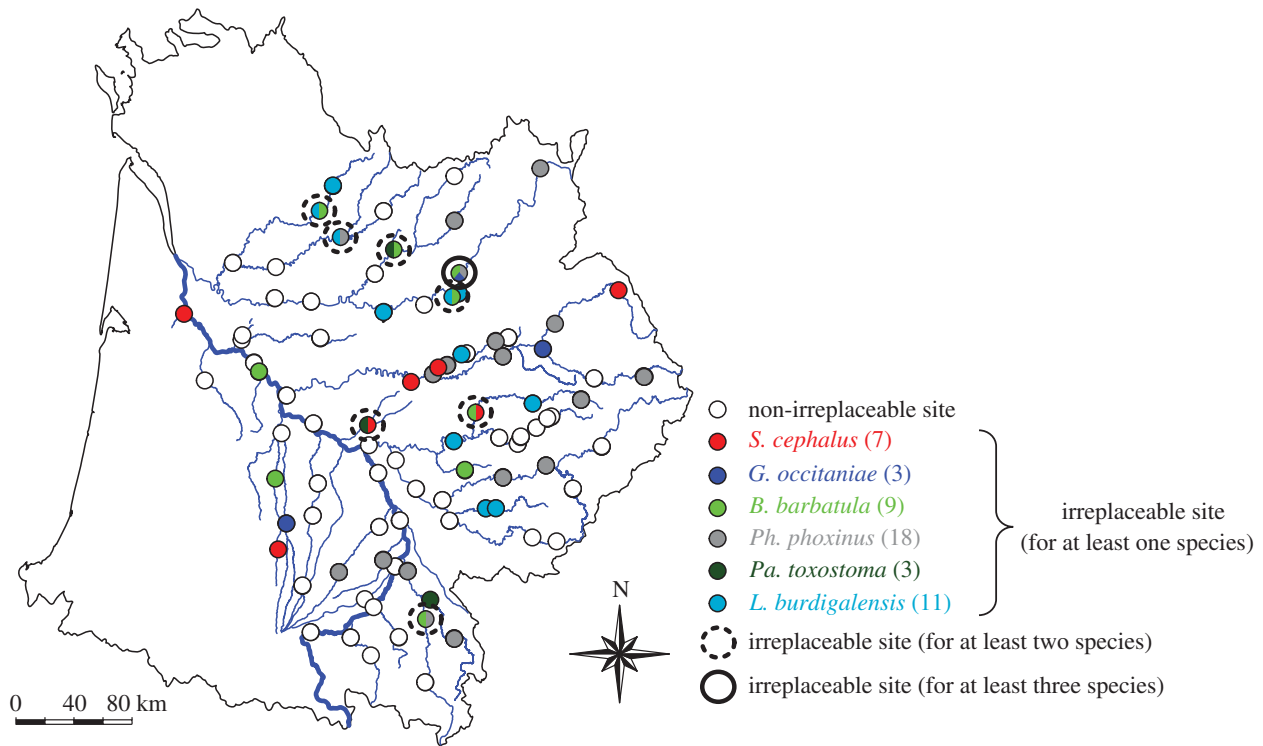 non-irreplaceable site
S. cephalus (7)
G. occitaniae (3)
B. barbatula (9)
Ph. phoxinus (18)
Pa. toxostoma (3)
L. burdigalensis (11)
irreplaceable site
(for at least one species)
irreplaceable site (for at least two species)
irreplaceable site (for at least three species)
N
0 40 80 km